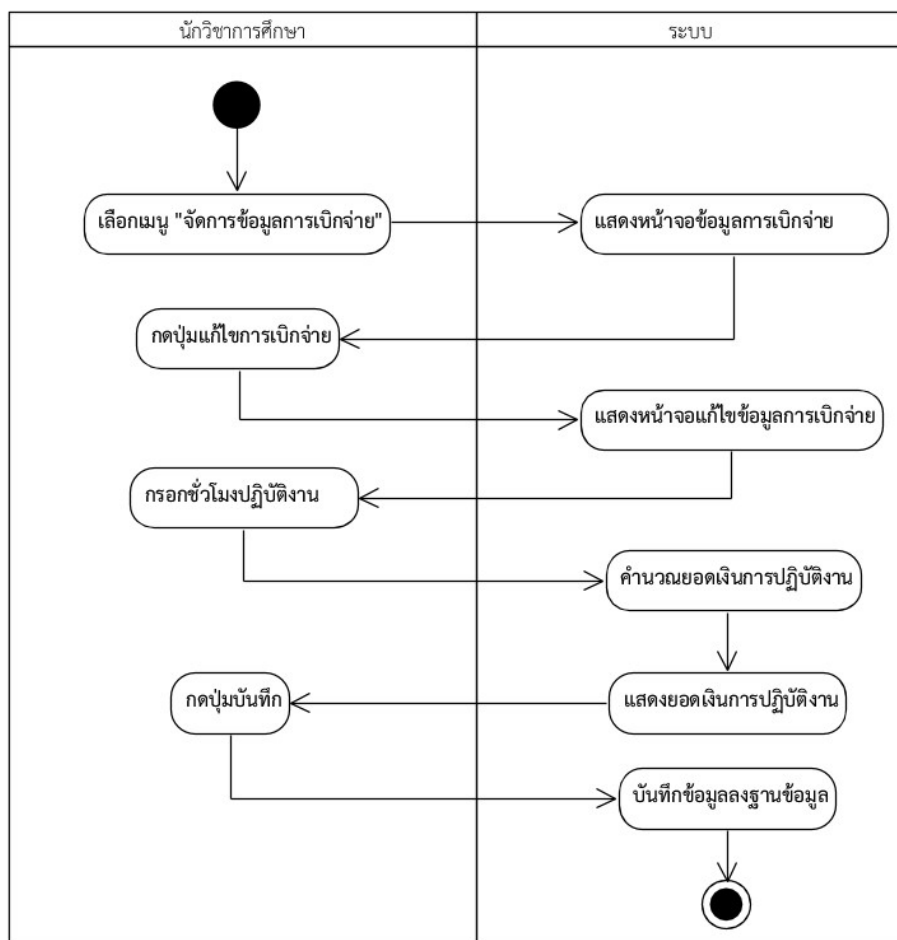 นักวิชาการศึกษา
ระบบ
เลือกเมนู "จัดการข้อมูลการเบิกจ่าย"
แสดงหน้าจอข้อมูลการเบิกจ่าย
กดปุ่มแก้ไขการเบิกจ่าย
แสดงหน้าจอแก้ไขข้อมูลการเบิกจ่าย
กรอกชั่วโมงปฏิบัติงาน
คำนวณยอดเงินการปฏิบัติงาน
กดปุ่มบันทึก
แสดงยอดเงินการปฏิบัติงาน
บันทึกข้อมูลลงฐานข้อมูล